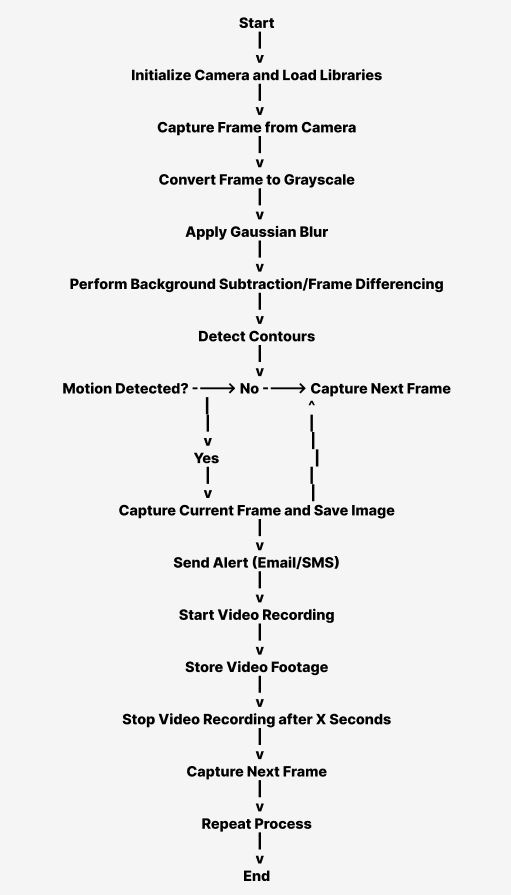 Start
Initialize Camera and Load Libraries
Capture Frame from Camera
Convert Frame to Grayscale
Apply Gaussian Blur
Perform Background Subtraction/Frame Differencing
Detect Contours
Motion Detected? No Capture Next Frame
Yes
Capture Current Frame and Save Image
Send Alert (Email/SMS)
Start Video Recording
Store Video Footage
Stop Video Recording after X Seconds
Capture Next Frame
Repeat Process
End